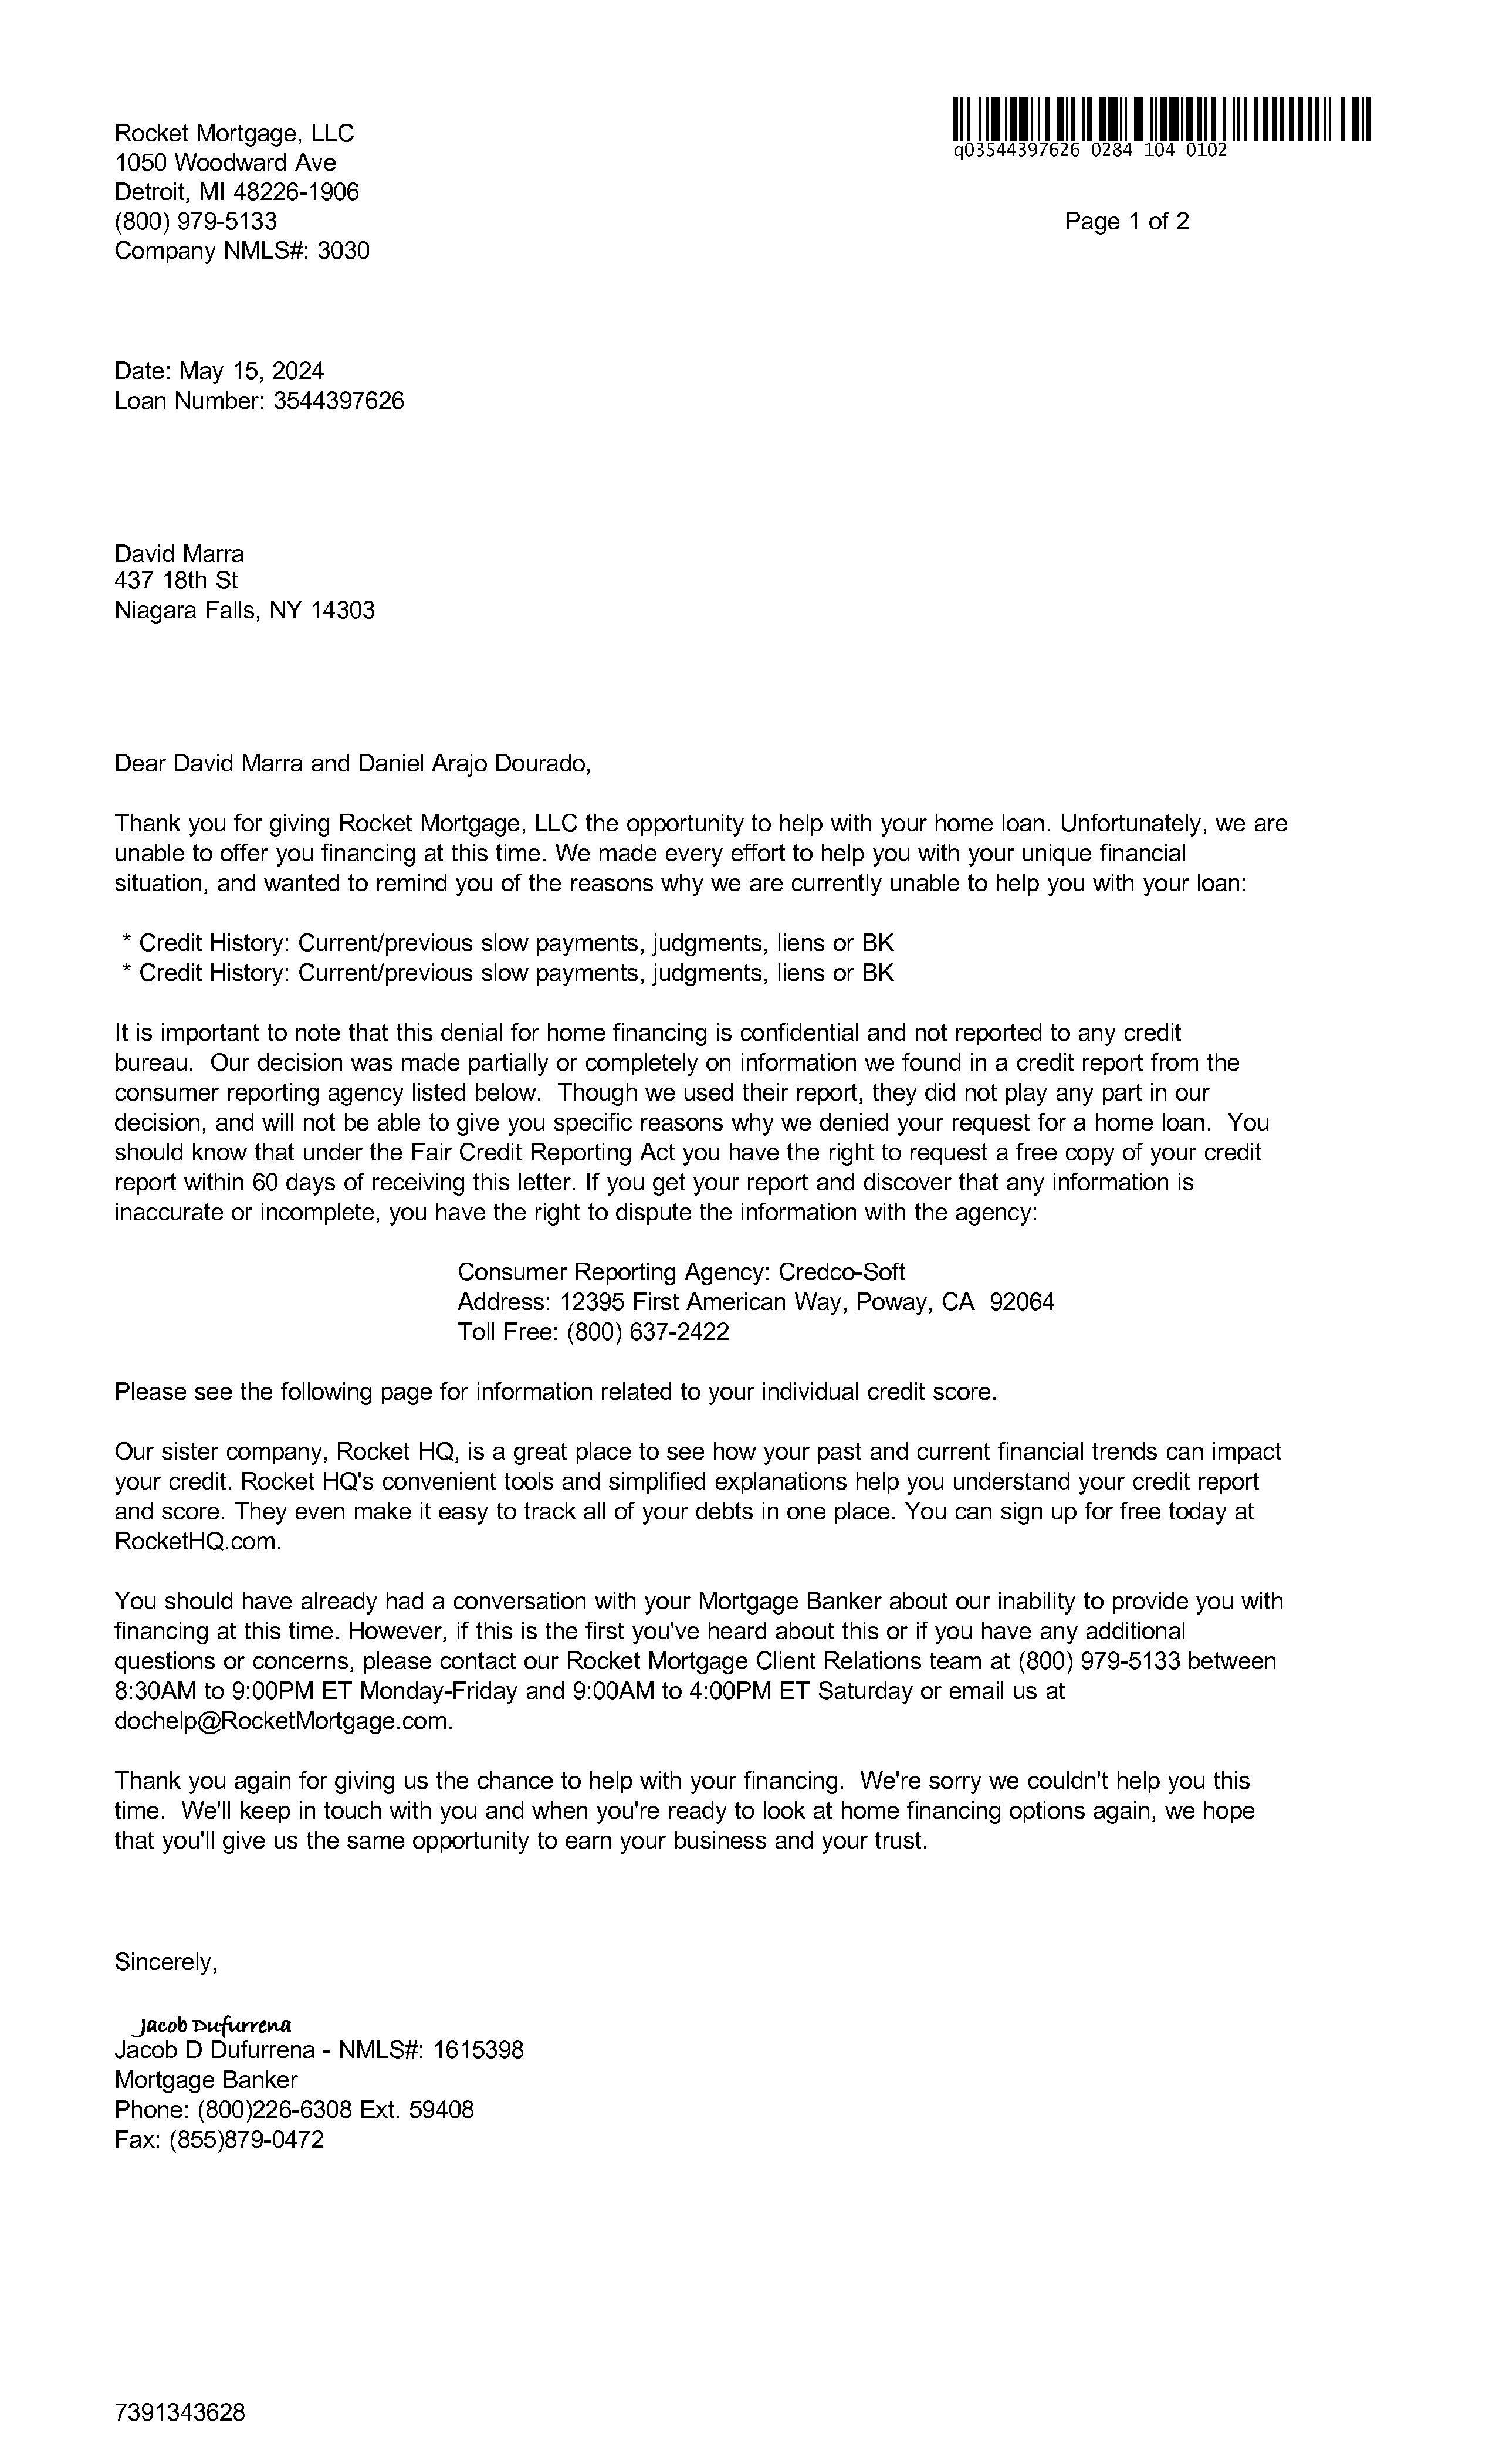 Rocket Mortgage, LLC
1050 Woodward Ave
Detroit, MI 48226-1906
(800) 979-5133
Company NMLS#: 3030
q03544397626 0284 104 0102
Page 1 of 2
Date: May 15, 2024
Loan Number: 3544397626
David Marra
437 18th St
Niagara Falls, NY 14303
Dear David Marra and Daniel Arajo Dourado,
Thank you for giving Rocket Mortgage, LLC the opportunity to help with your home loan. Unfortunately, we are
unable to offer you financing at this time. We made every effort to help you with your unique financial
situation, and wanted to remind you of the reasons why we are currently unable to help you with your loan:
* Credit History: Current/previous slow payments, judgments, liens or BK
* Credit History: Current/previous slow payments, judgments, liens or BK
It is important to note that this denial for home financing is confidential and not reported to any credit
bureau.  Our decision was made partially or completely on information we found in a credit report from the
consumer reporting agency listed below.  Though we used their report, they did not play any part in our
decision, and will not be able to give you specific reasons why we denied your request for a home loan.  You
should know that under the Fair Credit Reporting Act you have the right to request a free copy of your credit
report within 60 days of receiving this letter. If you get your report and discover that any information is
inaccurate or incomplete, you have the right to dispute the information with the agency:
Consumer Reporting Agency: Credco-Soft
Address: 12395 First American Way, Poway, CA  92064
Toll Free: (800) 637-2422
Please see the following page for information related to your individual credit score.
Our sister company, Rocket HQ, is a great place to see how your past and current financial trends can impact
your credit. Rocket HQ's convenient tools and simplified explanations help you understand your credit report
and score. They even make it easy to track all of your debts in one place. You can sign up for free today at
RocketHQ.com.
You should have already had a conversation with your Mortgage Banker about our inability to provide you with
financing at this time. However, if this is the first you've heard about this or if you have any additional
questions or concerns, please contact our Rocket Mortgage Client Relations team at (800) 979-5133 between
8:30AM to 9:00PM ET Monday-Friday and 9:00AM to 4:00PM ET Saturday or email us at
dochelp@RocketMortgage.com.
Thank you again for giving us the chance to help with your financing.  We're sorry we couldn't help you this
time.  We'll keep in touch with you and when you're ready to look at home financing options again, we hope
that you'll give us the same opportunity to earn your business and your trust.
Sincerely,
Jacob Dufurrena
Jacob D Dufurrena - NMLS#: 1615398
Mortgage Banker
Phone: (800)226-6308 Ext. 59408
Fax: (855)879-0472
7391343628